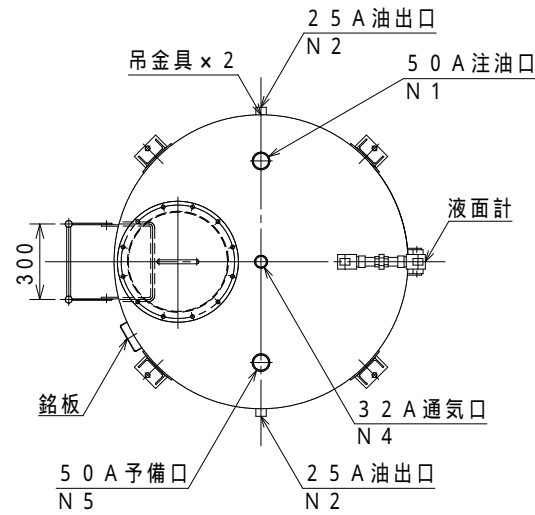 ２５Ａ油出口
Ｎ２
吊金具×２
５０Ａ注油口
Ｎ１
液面計
300
銘板
３２Ａ通気口
Ｎ４
５０Ａ予備口
Ｎ５
２５Ａ油出口
Ｎ２